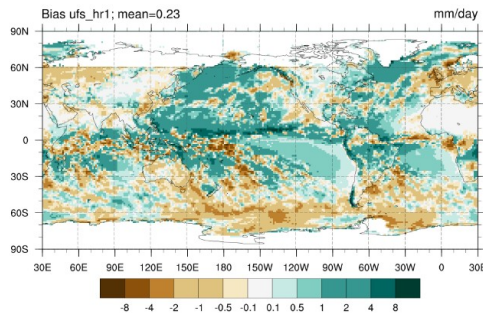 Bias ufs_hr1; mean=0.23 mm/day
90N
60N
30N
0
30S
60S
90S
30E 60E 90E 120E 150E 180 150W 120W 90W 60W 30W 0 30E
-8 -4 -2 -1 -0.5 -0.1 0.1 0.5 1 2 4 8